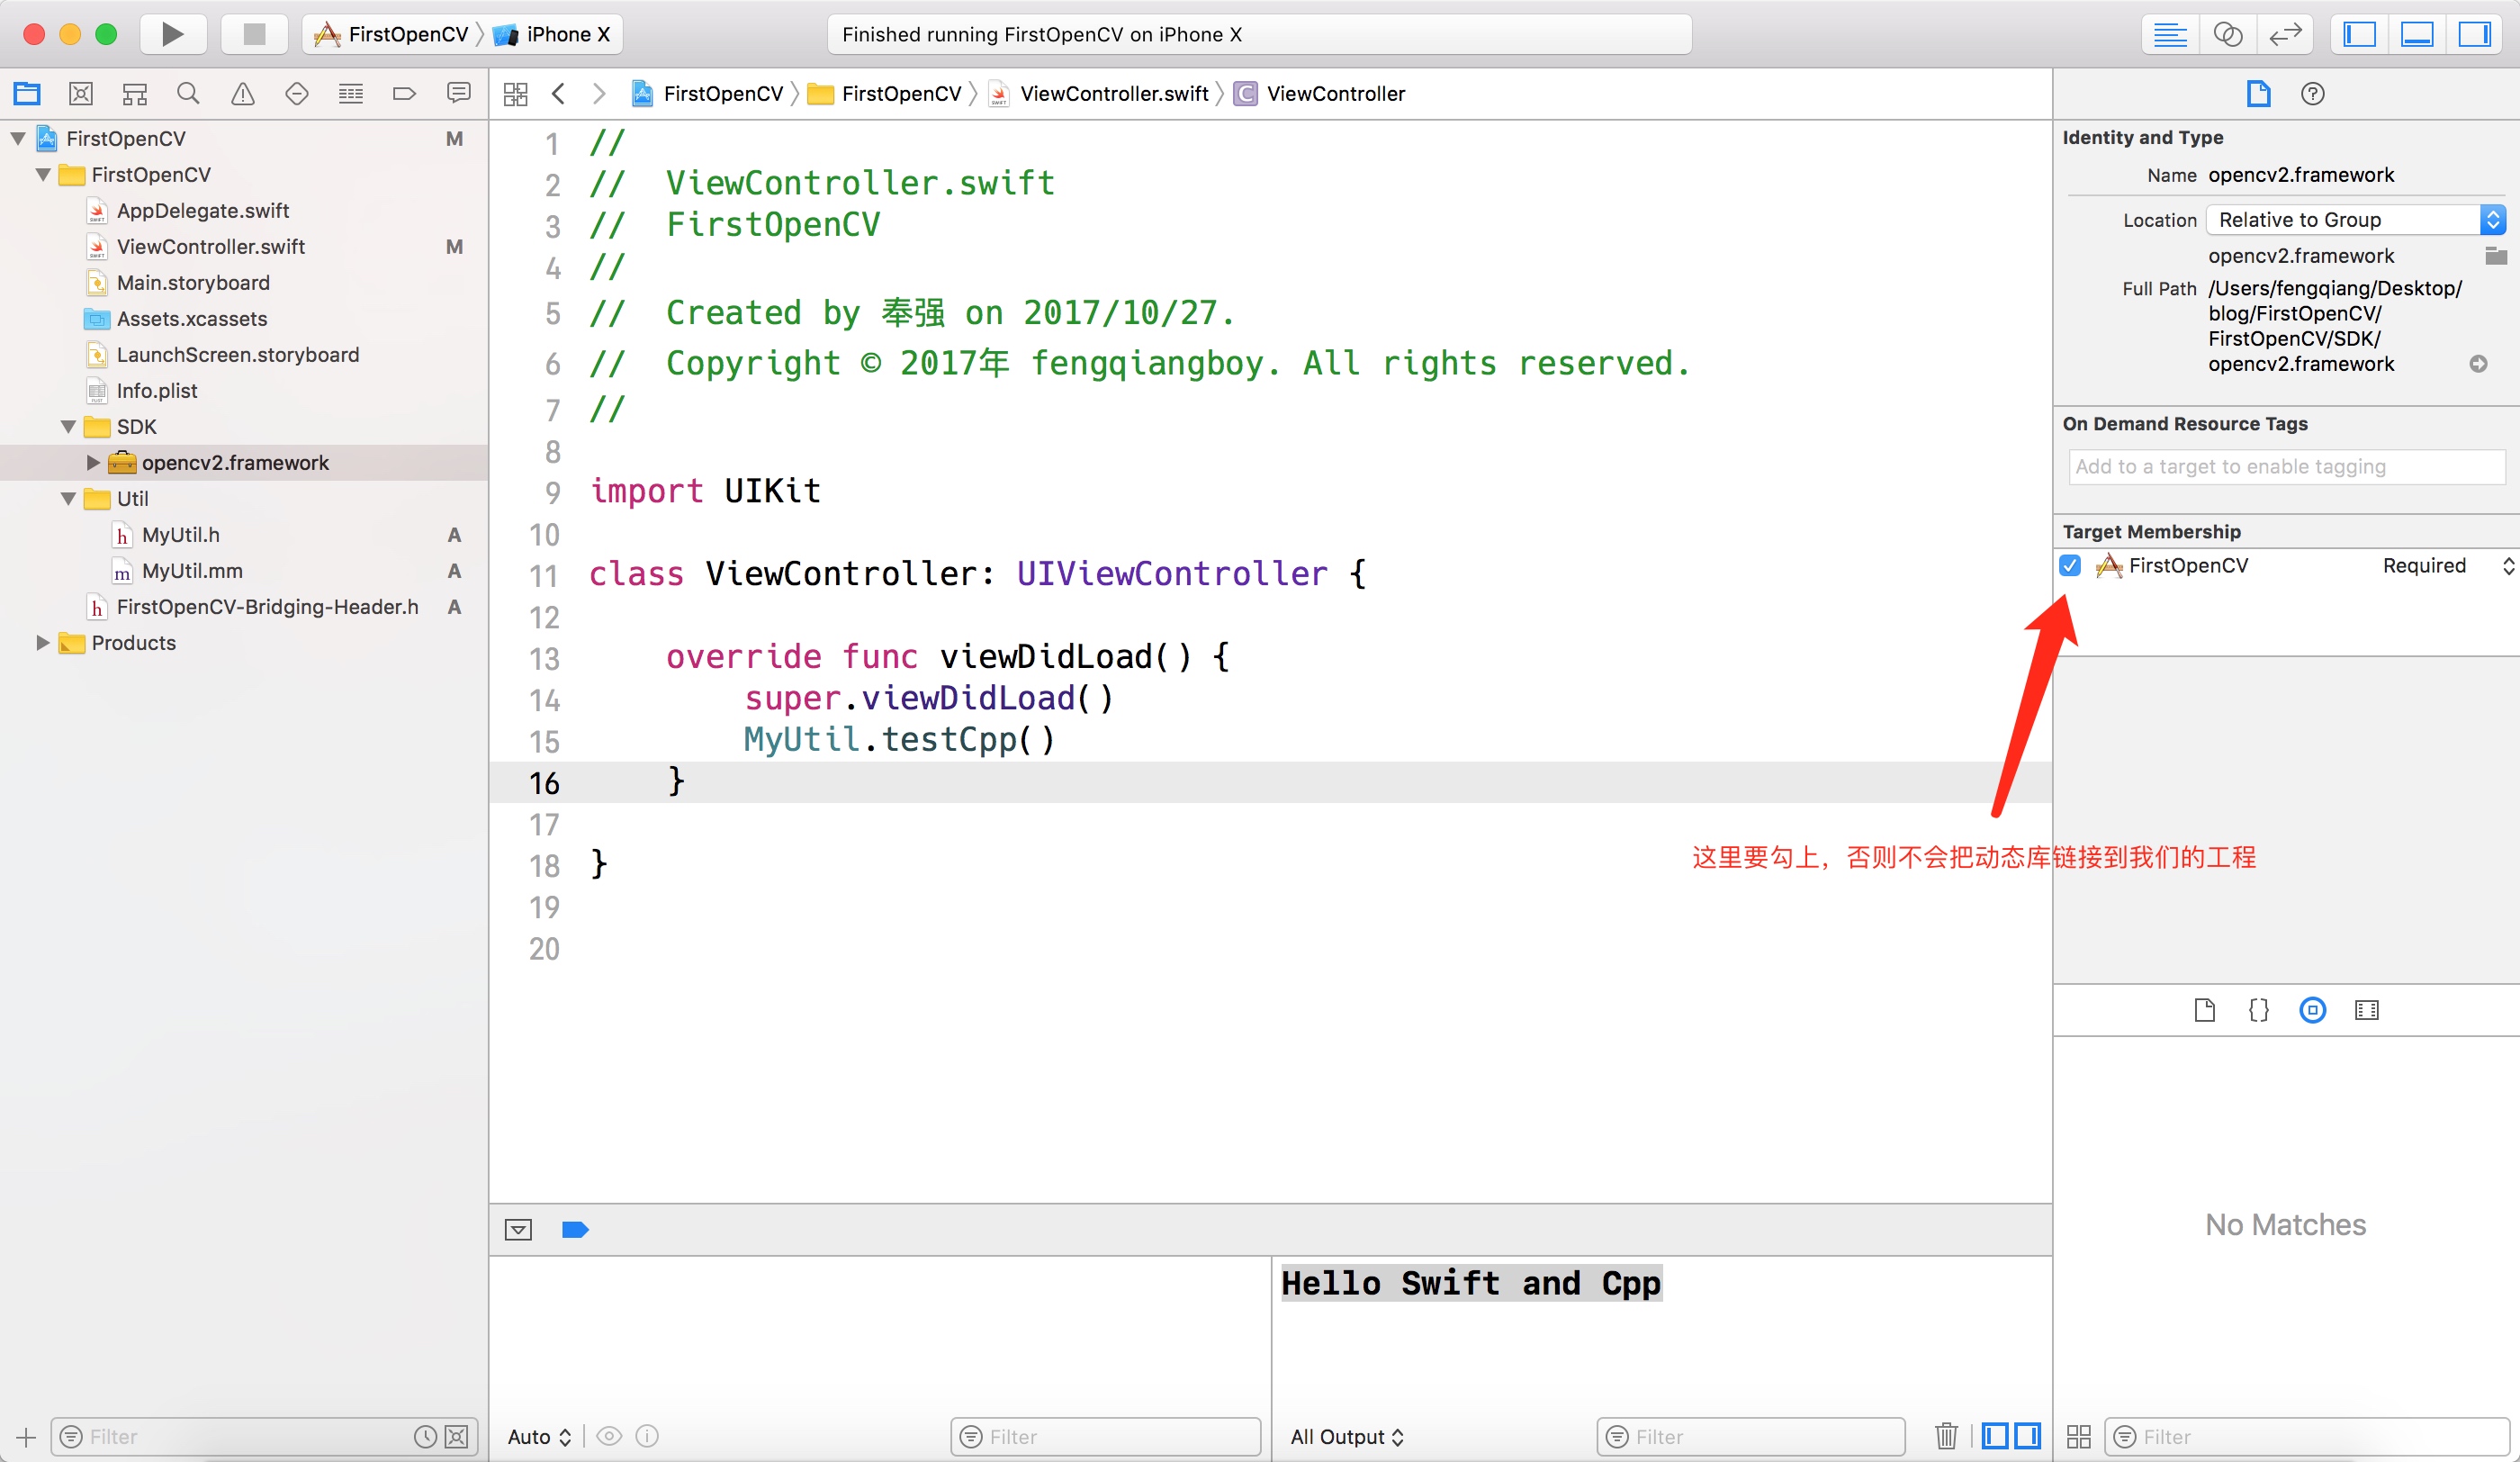 FirstOpenCV iPhone X
Finished running FirstOpenCV on iPhone X
FirstOpenCV FirstOpenCV ViewController.swift C ViewController
FirstOpenCV M
FirstOpenCV
AppDelegate.swift
ViewController.swift M
Main.storyboard
Assets.xcassets
LaunchScreen.storyboard
Info.plist
SDK
opencv2.framework
Util
MyUtil.h A
MyUtil.mm A
FirstOpenCV-Bridging-Header.h A
Products
Filter
1 //
2 // ViewController.swift
3 // FirstOpenCV
4 //
5 // Created by 奉强 on 2017/10/27.
6 // Copyright © 2017年 fengqiangboy. All rights reserved.
7 //
8
9 import UIKit
10
11 class ViewController: UIViewController {
12
13 override func viewDidLoad() {
14 super.viewDidLoad()
15 MyUtil.testCpp()
16 }
17
18 }
19
20
这里要勾上，否则不会把动态库链接到我们的工程
Hello Swift and Cpp
Auto Filter
All Output Filter
Identity and Type
Name opencv2.framework
Location Relative to Group
opencv2.framework
Full Path /Users/fengqiang/Desktop/
blog/FirstOpenCV/
FirstOpenCV/SDK/
opencv2.framework
On Demand Resource Tags
Add to a target to enable tagging
Target Membership
FirstOpenCV Required
No Matches
Filter